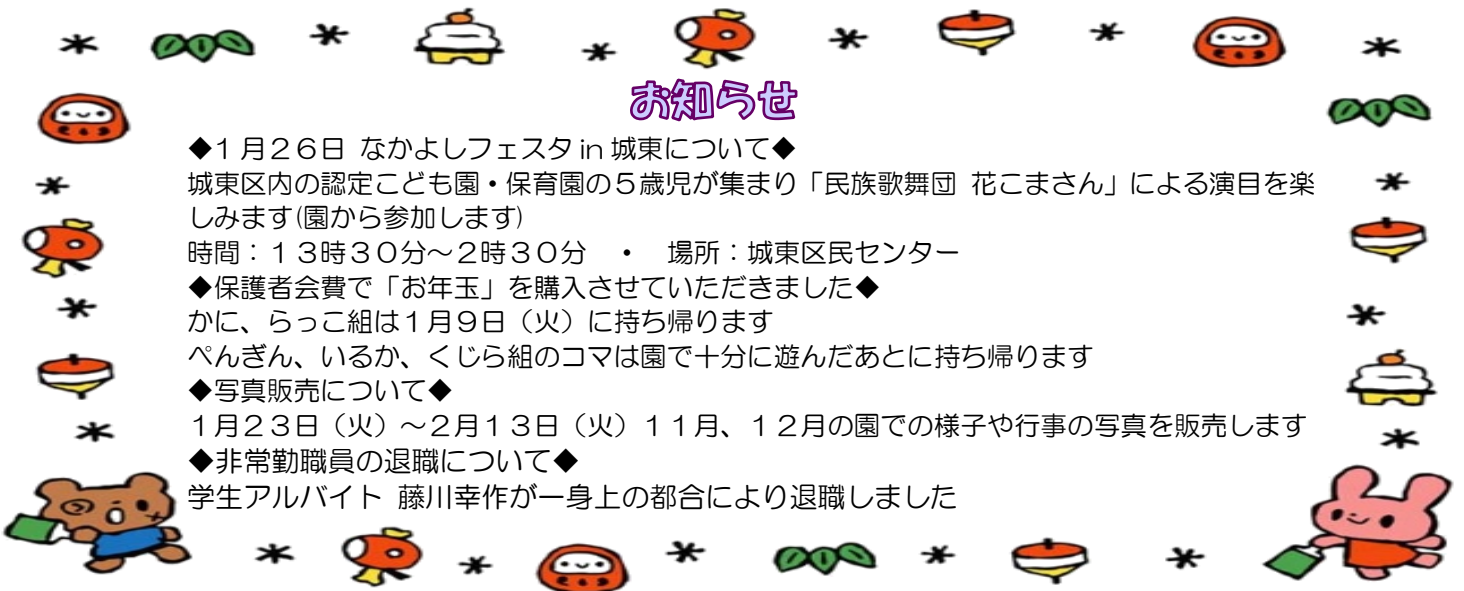 お知らせ
◆1月２６日 なかよしフェスタ in 城東について◆
城東区内の認定こども園・保育園の５歳児が集まり「民族歌舞団 花こまさん」による演目を楽
しみます(園から参加します)
時間：１３時３０分～２時３０分　・　場所：城東区民センター
◆保護者会費で「お年玉」を購入させていただきました◆
かに、らっこ組は１月９日（火）に持ち帰ります
ぺんぎん、いるか、くじら組のコマは園で十分に遊んだあとに持ち帰ります
◆写真販売について◆
１月２３日（火）～２月１３日（火）１１月、１２月の園での様子や行事の写真を販売します
◆非常勤職員の退職について◆
学生アルバイト 藤川幸作が一身上の都合により退職しました